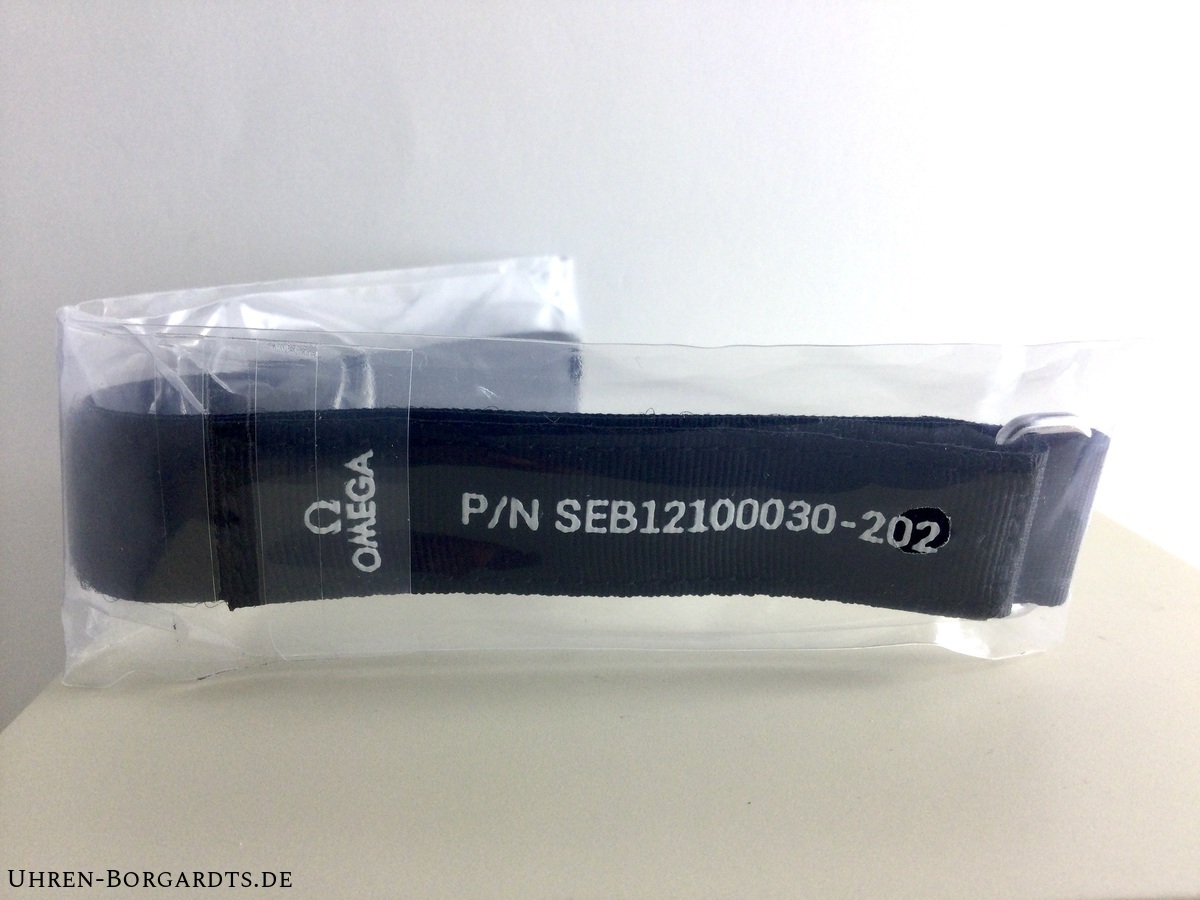 Ω
OMEGA
P/N SEB12100030-202
UHREN-BORGARDTS.DE